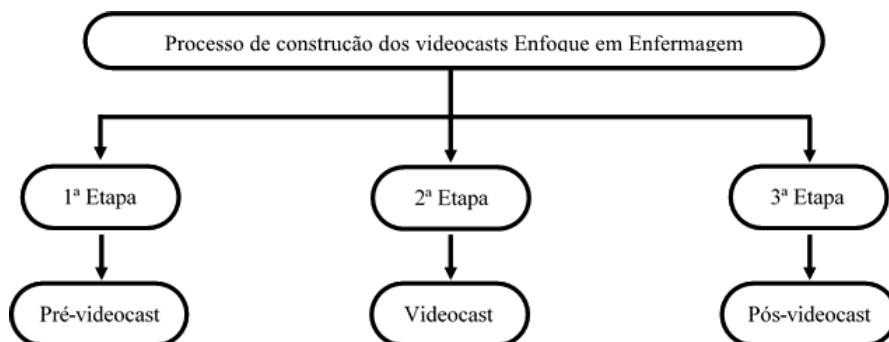 Processo de construção dos videocasts Enfoque em Enfermagem
1ª Etapa
2ª Etapa
3ª Etapa
Pré-videocast
Videocast
Pós-videocast